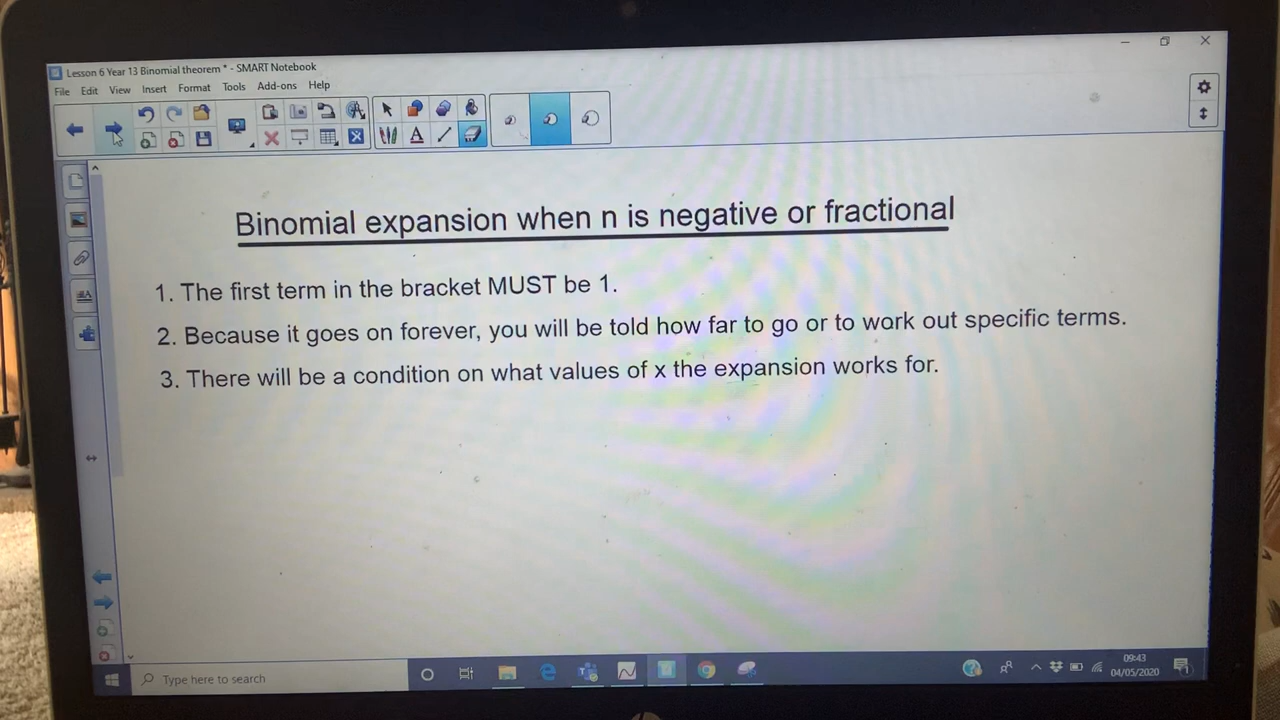 Lesson 6 Year 13 Binomial theorem * - SMART Notebook
File Edit View Insert Format Tools Add-ons Help
Binomial expansion when n is negative or fractional
1. The first term in the bracket MUST be 1.
2. Because it goes on forever, you will be told how far to go or to work out specific terms.
3. There will be a condition on what values of x the expansion works for.
Type here to search
09:43
04/05/2020